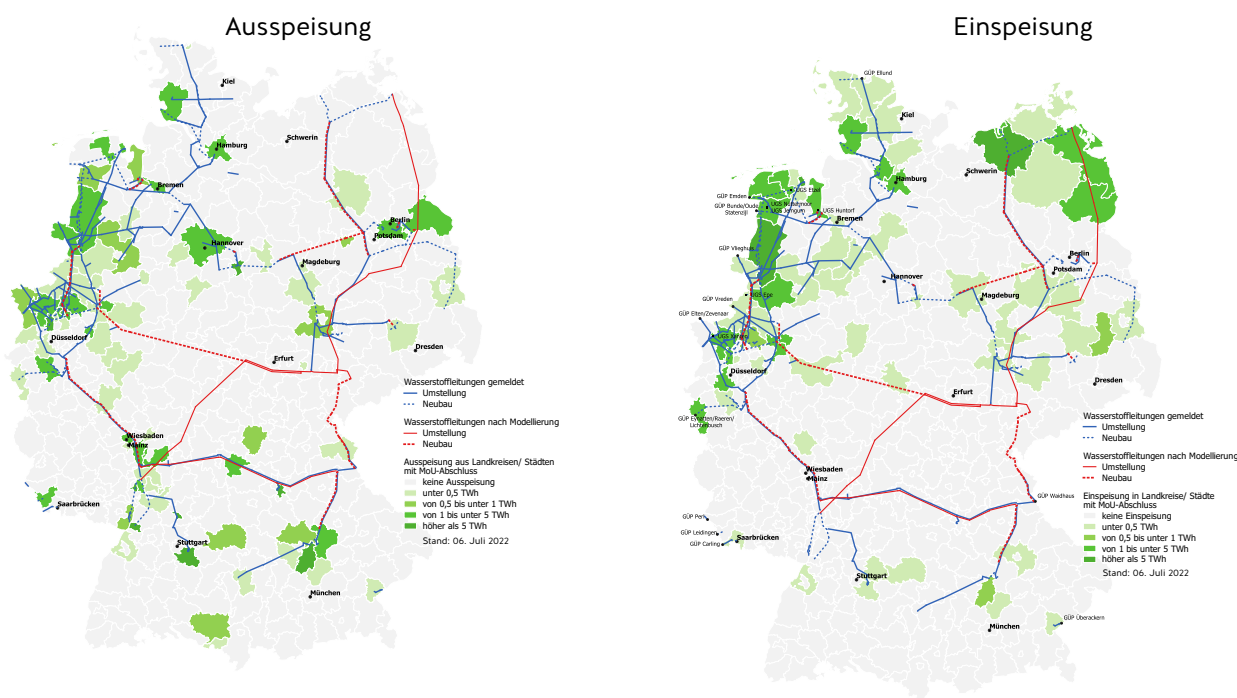 Ausspeisung
Kiel
Schwerin
Hamburg
Bremen
Berlin
Potsdam
Hannover
Magdeburg
Düsseldorf
Erfurt
Dresden
Wiesbaden
Mainz
Saarbrücken
Stuttgart
München
Wasserstoffleitungen gemeldet
Umstellung
Neubau
Wasserstoffleitungen nach Modellierung
Umstellung
Neubau
Ausspeisung aus Landkreisen/ Städten
mit MoU-Abschluss
keine Ausspeisung
unter 0,5 TWh
von 0,5 bis unter 1 TWh
von 1 bis unter 5 TWh
höher als 5 TWh
Stand: 06. Juli 2022
Einspeisung
GÜP Ellund
Kiel
Schwerin
Hamburg
UGS Etzel
GÜP Emden
GÜP Bunde/Oude
Statenzijl
UGS Jemgum
UGS Huntorf
Bremen
GÜP Vlieghuis
Berlin
Potsdam
Hannover
Magdeburg
UGS Epe
GÜP Vreden
GÜP Elten/Zevenaar
Düsseldorf
Erfurt
Dresden
GÜP Eynatten/Raeren/
Lichtenbusch
Wiesbaden
Mainz
GÜP Waidhaus
GÜP Perl
GÜP Leidingen
GÜP Carling
Saarbrücken
Stuttgart
München
GÜP Überackern
Wasserstoffleitungen gemeldet
Umstellung
Neubau
Wasserstoffleitungen nach Modellierung
Umstellung
Neubau
Einspeisung in Landkreise/ Städte
mit MoU-Abschluss
keine Einspeisung
unter 0,5 TWh
von 0,5 bis unter 1 TWh
von 1 bis unter 5 TWh
höher als 5 TWh
Stand: 06. Juli 2022